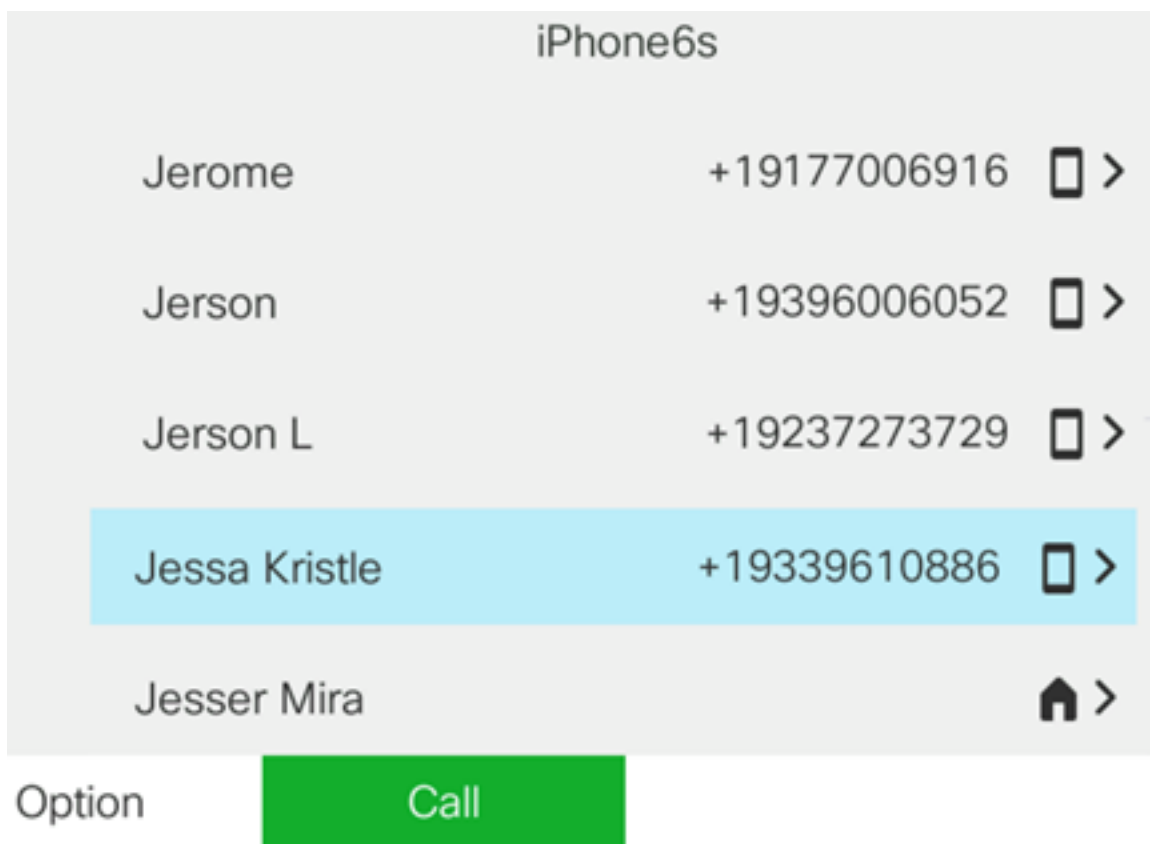 iPhone6s
Jerome +19177006916
Jerson +19396006052
Jerson L +19237273729
Jessa Kristle +19339610886
Jesser Mira
Option Call